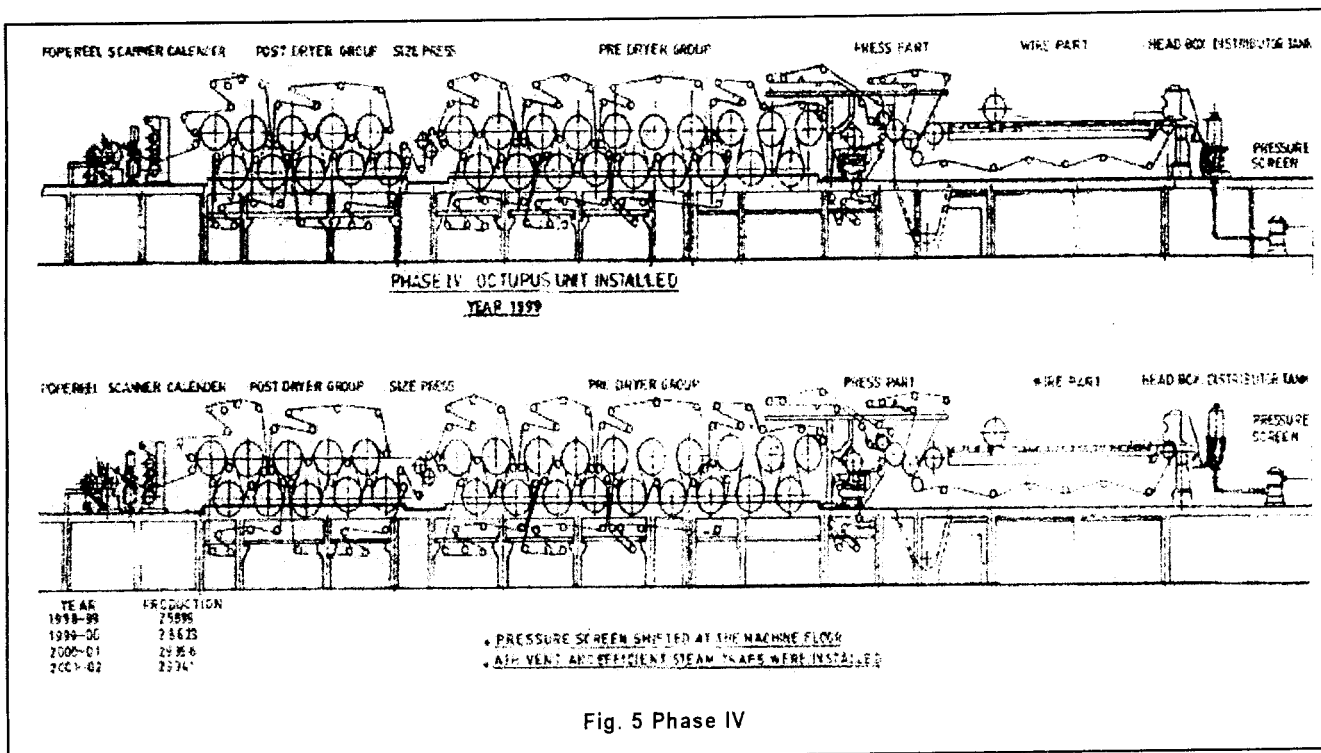 POPEREEL SCANNER CALENDER POST DRYER GROUP SIZE PRESS PRE DRYER GROUP PRESS PART WIRE PART HEAD BOX DISTRIBUTOR TANK
PRESSURE
SCREEN
PHASE IV OCTUPUS UNIT INSTALLED
YEAR 1999
POPEREEL SCANNER CALENDER POST DRYER GROUP SIZE PRESS PRE DRYER GROUP PRESS PART WIRE PART HEAD BOX DISTRIBUTOR TANK
PRESSURE
SCREEN
YEAR PRODUCTION
1998-99
1999-00 28623
2000-01
2001-02
* PRESSURE SCREEN SHIFTED AT THE MACHINE FLOOR
* AIR VENT AND EFFICIENT STEAM TRAPS WERE INSTALLED
Fig. 5 Phase IV